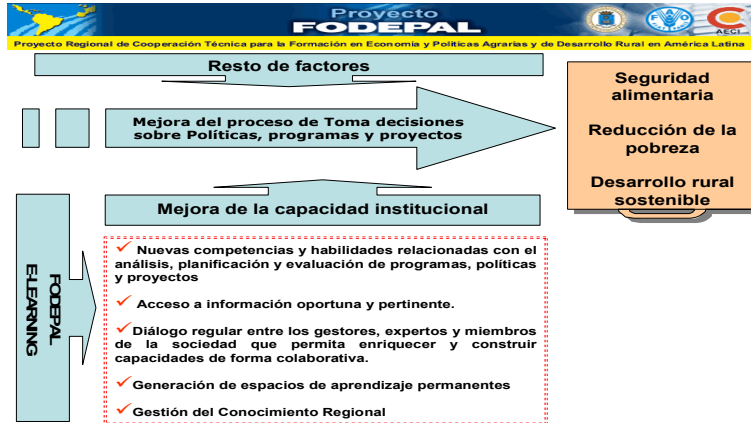 Proyecto
FODEPAL
FAO
AECI
Proyecto Regional de Cooperación Técnica para la Formación en Economía y Políticas Agrarias y de Desarrollo Rural en América Latina
Resto de factores
Mejora del proceso de Toma decisiones
sobre Políticas, programas y proyectos
Seguridad
alimentaria
Reducción de la
pobreza
Desarrollo rural
sostenible
Mejora de la capacidad institucional
FODEPAL
E-LEARNING
✓ Nuevas competencias y habilidades relacionadas con el
análisis, planificación y evaluación de programas, políticas
y proyectos
✓ Acceso a información oportuna y pertinente.
✓Diálogo regular entre los gestores, expertos y miembros
de la sociedad que permita enriquecer y construir
capacidades de forma colaborativa.
✓Generación de espacios de aprendizaje permanentes
✓Gestión del Conocimiento Regional